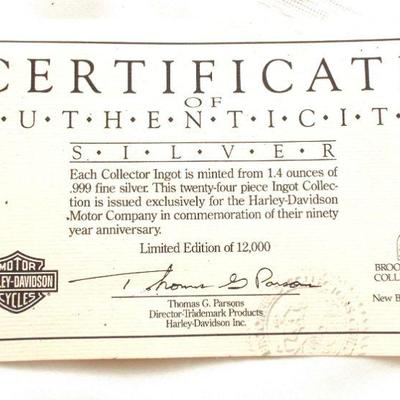 CERTIFICAT
OF
U•T•H•E•N•T•I•C•I•T
S•I•L•V•E•R
Each Collector Ingot is minted from 1.4 ounces of
.999 fine silver. This twenty-four piece Ingot Collec-
tion is issued exclusively for the Harley-Davidson
Motor Company in commemoration of their ninety
year anniversary.
Limited Edition of 12,000
Thomas G Parsons
Thomas G. Parsons
Director-Trademark Products
Harley-Davidson Inc.
MOTOR
LEY-DAVIDSON
CYCLES
BROO
COLL
New B